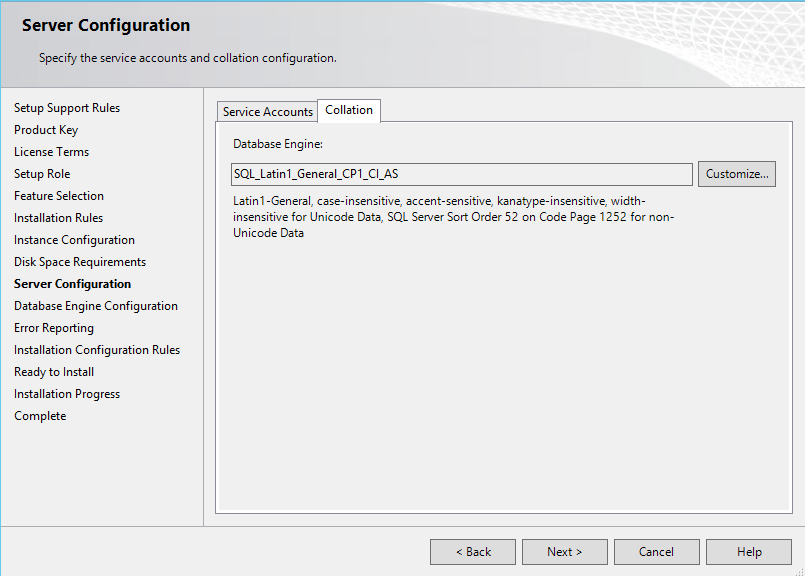 Server Configuration
Specify the service accounts and collation configuration.
Setup Support Rules
Product Key
License Terms
Setup Role
Feature Selection
Installation Rules
Instance Configuration
Disk Space Requirements
Server Configuration
Database Engine Configuration
Error Reporting
Installation Configuration Rules
Ready to Install
Installation Progress
Complete
Service Accounts
Collation
Database Engine:
SQL_Latin1_General_CP1_CI_AS
Customize...
Latin1-General, case-insensitive, accent-sensitive, kanatype-insensitive, width-
insensitive for Unicode Data, SQL Server Sort Order 52 on Code Page 1252 for non-
Unicode Data
< Back
Next >
Cancel
Help